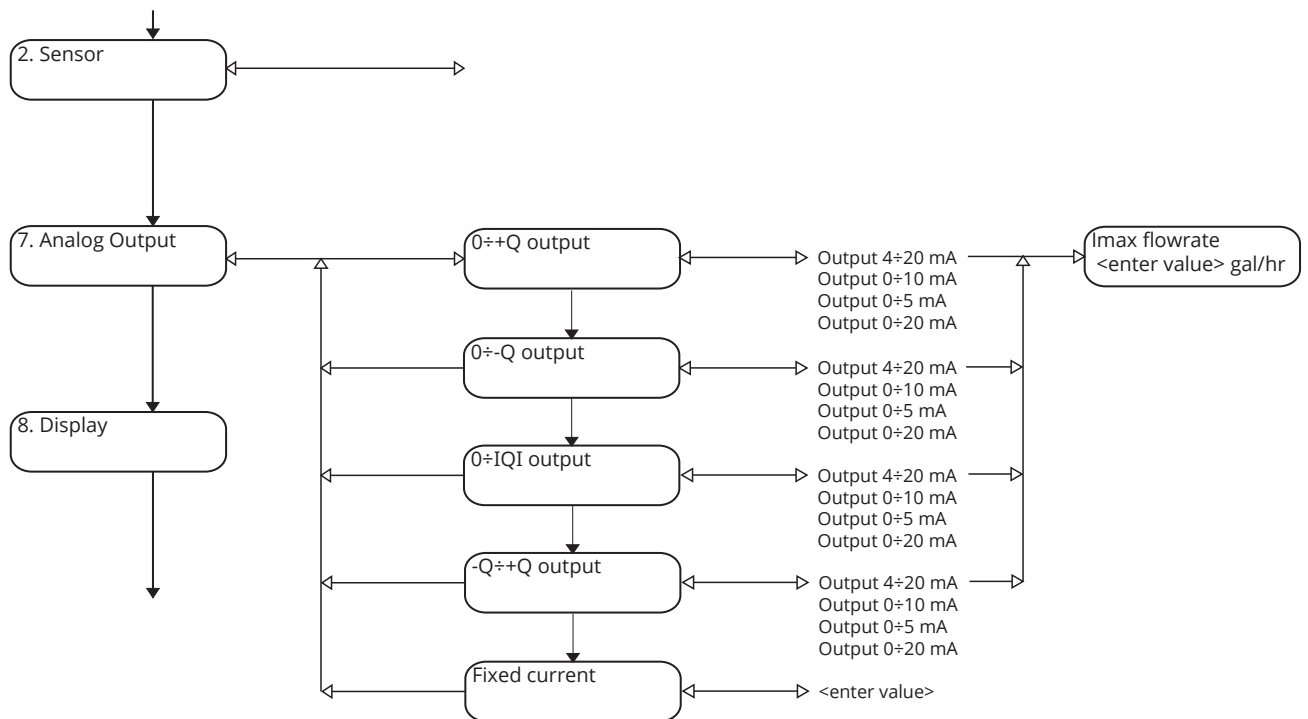 2. Sensor
7. Analog Output
8. Display
0÷+Q output
Output 4÷20 mA
Output 0÷10 mA
Output 0÷5 mA
Output 0÷20 mA
Imax flowrate
<enter value> gal/hr
0÷-Q output
Output 4÷20 mA
Output 0÷10 mA
Output 0÷5 mA
Output 0÷20 mA
0÷IQI output
Output 4÷20 mA
Output 0÷10 mA
Output 0÷5 mA
Output 0÷20 mA
-Q÷+Q output
Output 4÷20 mA
Output 0÷10 mA
Output 0÷5 mA
Output 0÷20 mA
Fixed current
<enter value>